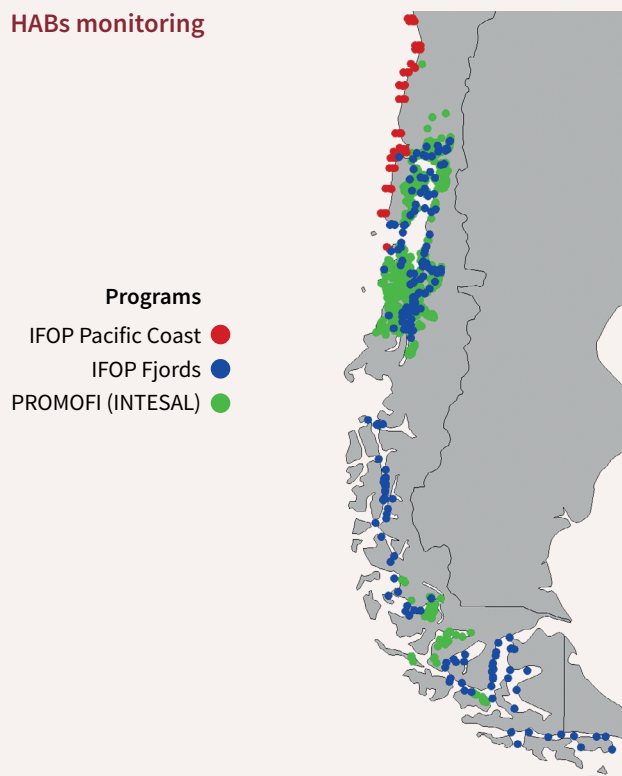 HABs monitoring
Programs
IFOP Pacific Coast
IFOP Fjords
PROMOFI (INTESAL)